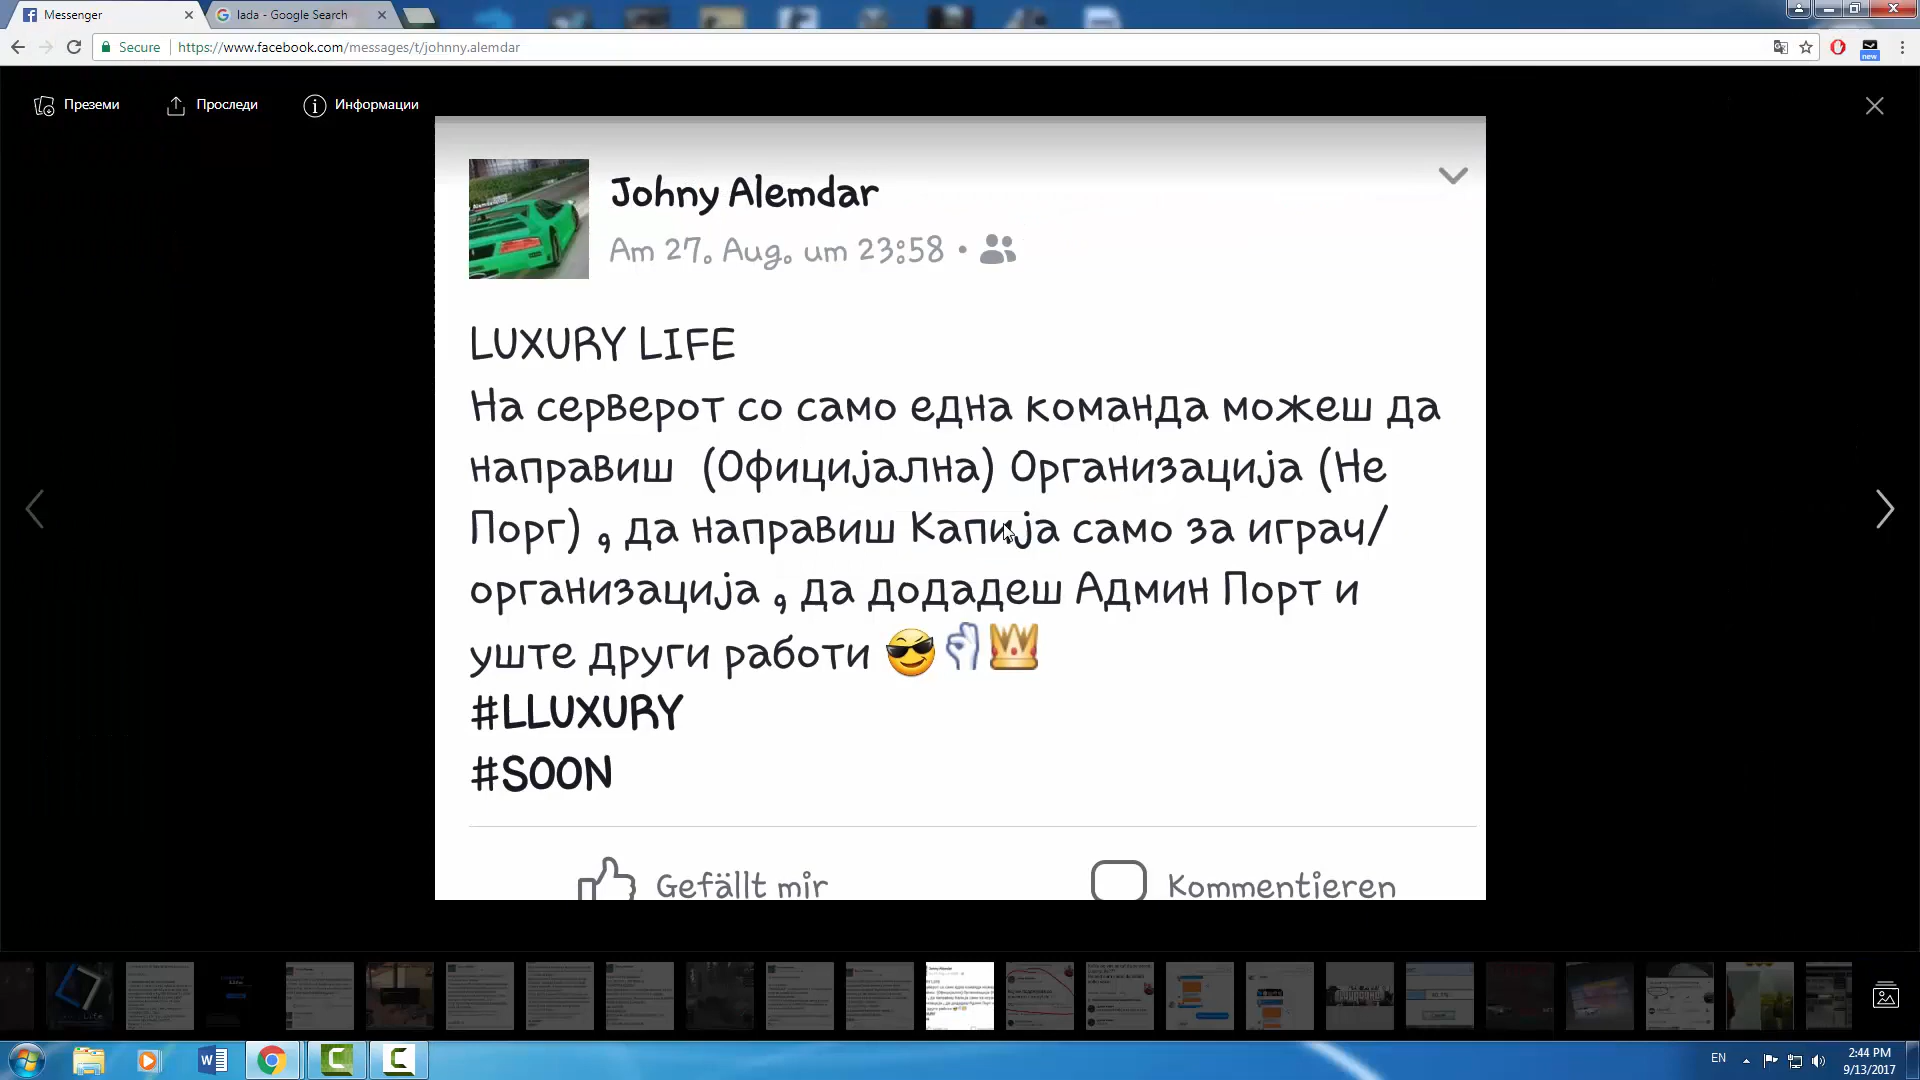 Messenger
lada - Google Search
Secure
https://www.facebook.com/messages/t/johnny.alemdar
new
Преземи
Проследи
Информации
Johny Alemdar
Am 27. Aug. um 23:58 •
LUXURY LIFE
На серверот со само една команда можеш да
направиш (Официјална) Организација (Не
Порг) , да направиш Капија само за играч/
организација , да додадеш Админ Порт и
уште други работи 😎👌👑
#LLUXURY
#SOON
Gefällt mir
Kommentieren
EN
2:44 PM
9/13/2017